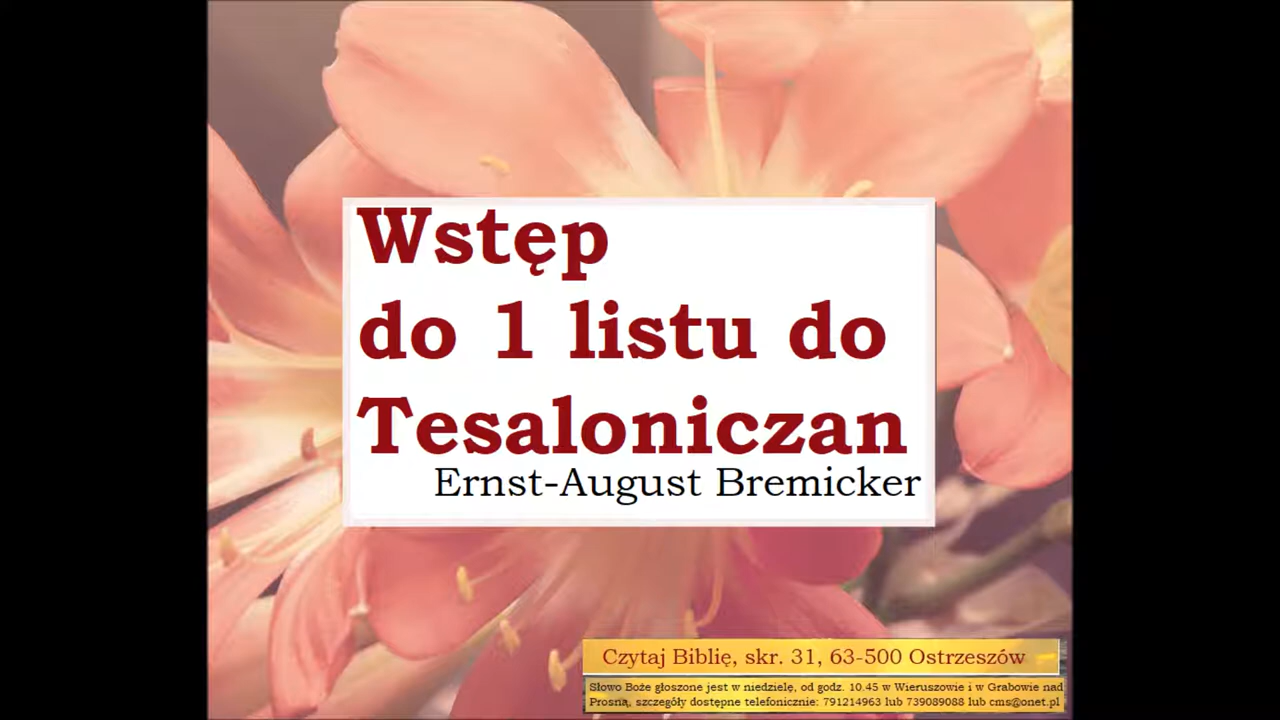 Wstęp
do 1 listu do
Tesaloniczan
Ernst-August Bremicker
Czytaj Biblię, skr. 31, 63-500 Ostrzeszów
Słowo Boże głoszone jest w niedzielę, od godz. 10.45 w Wieruszowie i w Grabowie nad
Prosną, szczegóły dostępne telefonicznie: 791214963 lub 739089088 lub cms@onet.pl